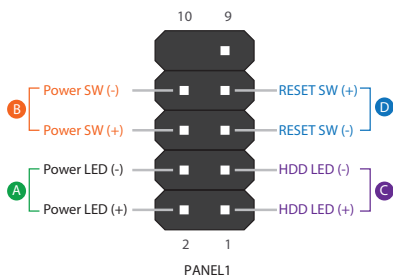 10 9
Power SW (-) RESET SW (+)
B D
Power SW (+) RESET SW (-)
Power LED (-) HDD LED (-)
A C
Power LED (+) HDD LED (+)
2 1
PANEL1